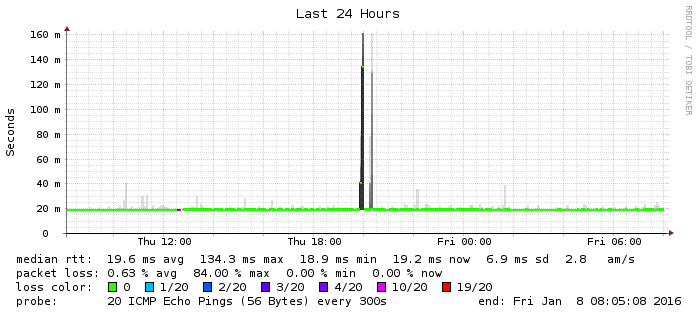 Last 24 Hours
RRDTOOL / TOBI OETIKER
Seconds
160 m
140 m
120 m
100 m
80 m
60 m
40 m
20 m
0
Thu 12:00 Thu 18:00 Fri 00:00 Fri 06:00
median rtt: 19.6 ms avg 134.3 ms max 18.9 ms min 19.2 ms now 6.9 ms sd 2.8 am/s
packet loss: 0.63 % avg 84.00 % max 0.00 % min 0.00 % now
loss color: 0 1/20 2/20 3/20 4/20 10/20 19/20
probe: 20 ICMP Echo Pings (56 Bytes) every 300s end: Fri Jan 8 08:05:08 2016